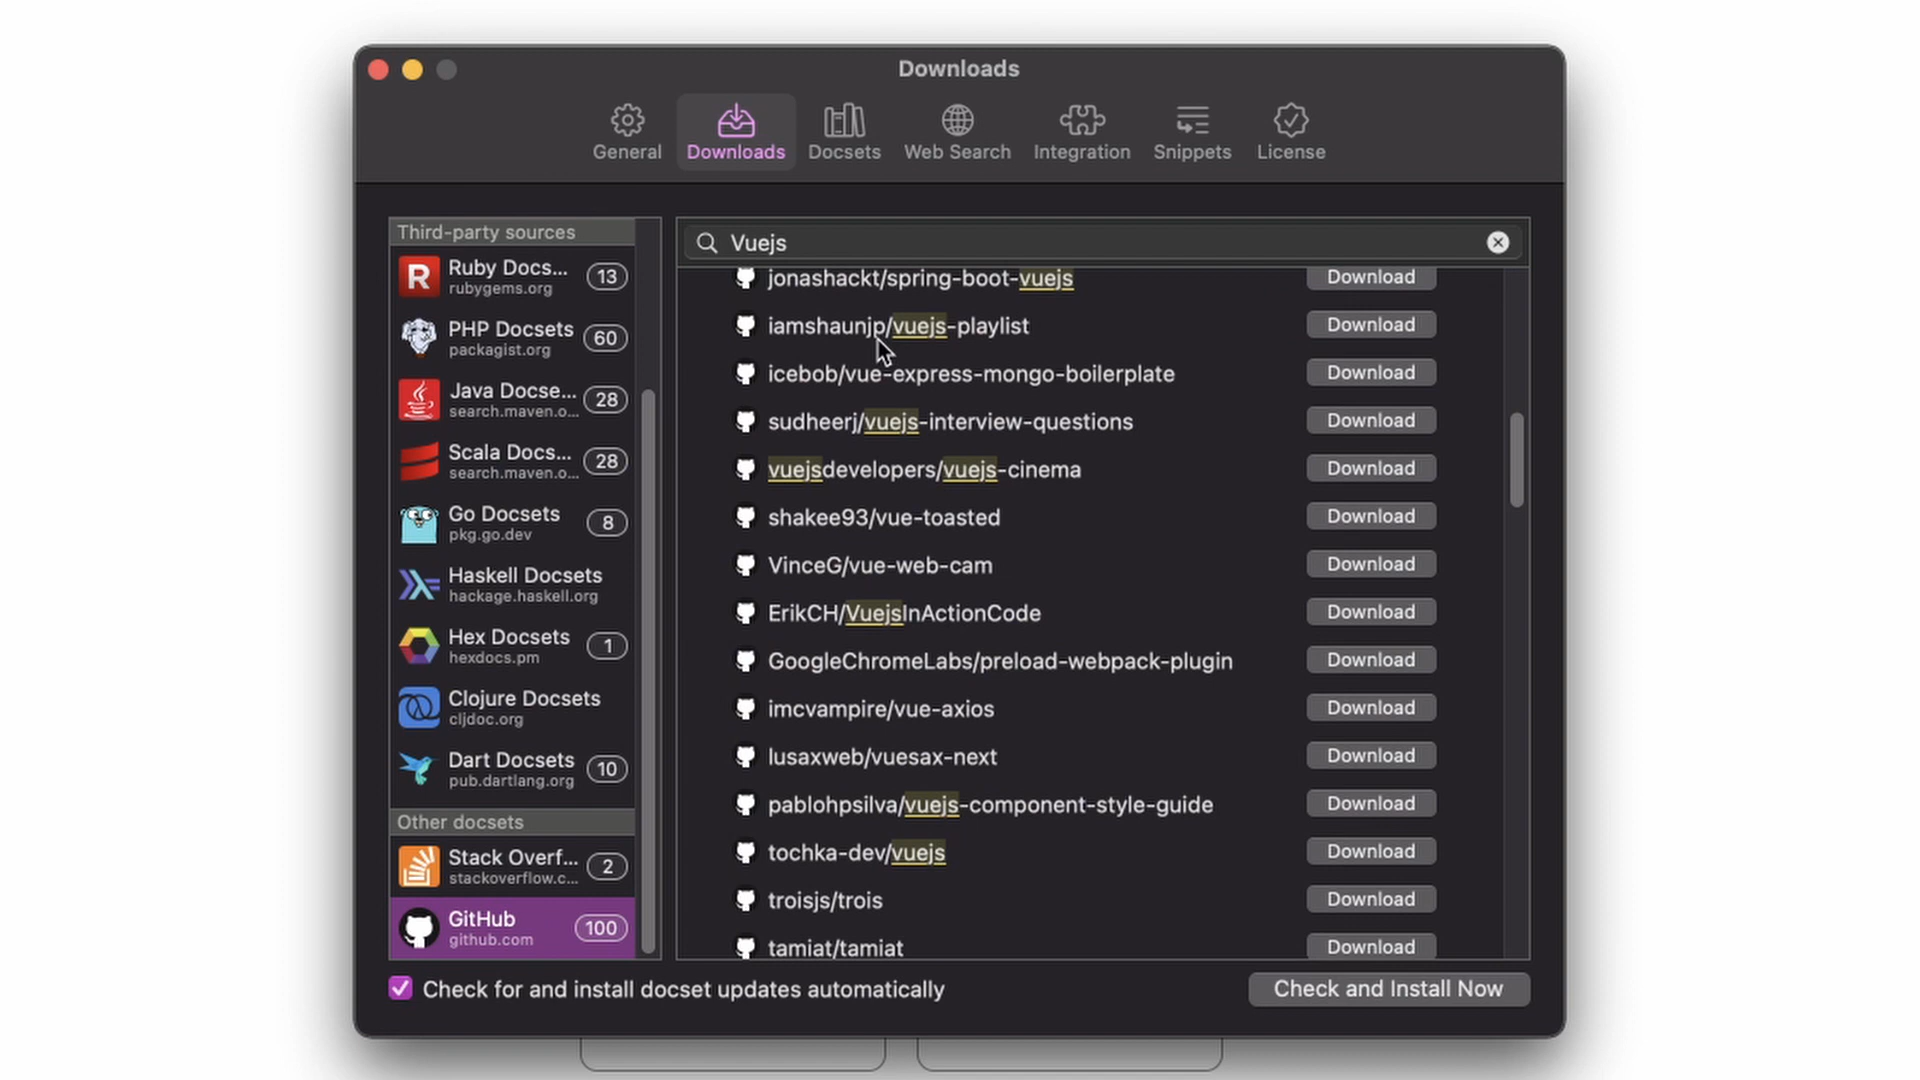 Downloads
General
Downloads
Docsets
Web Search
Integration
Snippets
License
Third-party sources
Ruby Docs...
rubygems.org
13
PHP Docsets
packagist.org
60
Java Docse...
search.maven.o...
28
Scala Docs...
search.maven.o...
28
Go Docsets
pkg.go.dev
8
Haskell Docsets
hackage.haskell.org
Hex Docsets
hexdocs.pm
1
Clojure Docsets
cljdoc.org
Dart Docsets
pub.dartlang.org
10
Other docsets
Stack Overf...
stackoverflow.c...
2
GitHub
github.com
100
Vuejs
jonashackt/spring-boot-vuejs Download
iamshaunjp/vuejs-playlist Download
icebob/vue-express-mongo-boilerplate Download
sudheerj/vuejs-interview-questions Download
vuejsdevelopers/vuejs-cinema Download
shakee93/vue-toasted Download
VinceG/vue-web-cam Download
ErikCH/VuejsInActionCode Download
GoogleChromeLabs/preload-webpack-plugin Download
imcvampire/vue-axios Download
lusaxweb/vuesax-next Download
pablohpsilva/vuejs-component-style-guide Download
tochka-dev/vuejs Download
troisjs/trois Download
tamiat/tamiat Download
Check for and install docset updates automatically
Check and Install Now